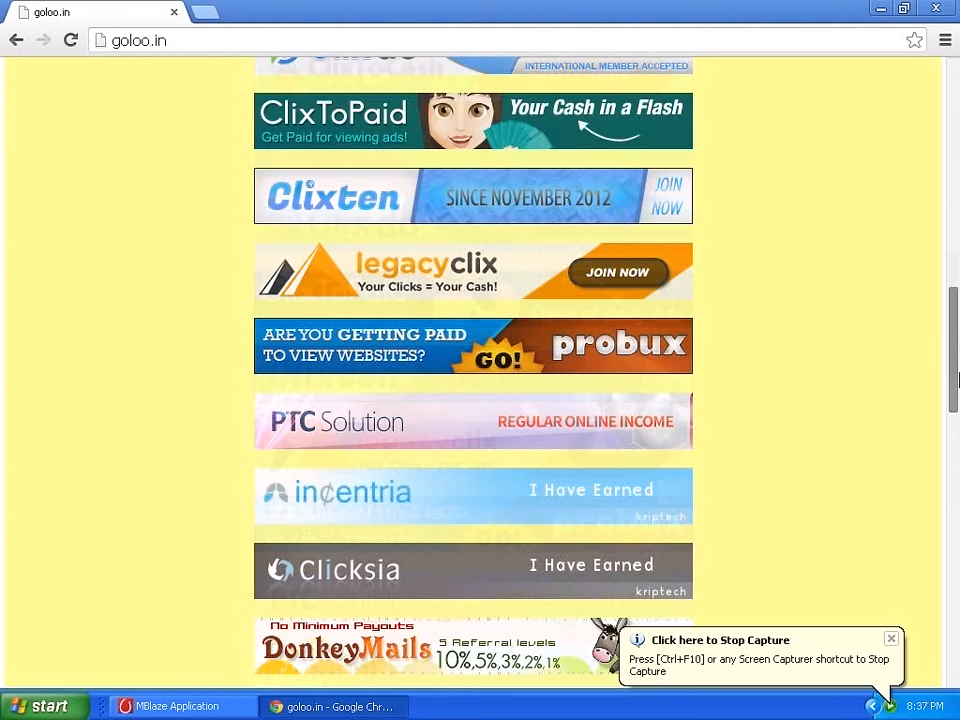 goloo.in
goloo.in
INTERNATIONAL MEMBER ACCEPTED
ClixToPaid
Get Paid for viewing ads!
Your Cash in a Flash
Clixten
SINCE NOVEMBER 2012
JOIN
NOW
legacyclix
Your Clicks = Your Cash!
JOIN NOW
ARE YOU GETTING PAID
TO VIEW WEBSITES?
GO!
probux
PTC Solution
REGULAR ONLINE INCOME
in¢entria
I Have Earned
kriptech
Clicksia
I Have Earned
kriptech
No Minimum Payouts
DonkeyMails
5 Referral levels
10%,5%,3%,2%,1%
Click here to Stop Capture
Press [Ctrl+F10] or any Screen Capturer shortcut to Stop
Capture
start
MBlaze Application
goloo.in - Google Chr...
8:37 PM